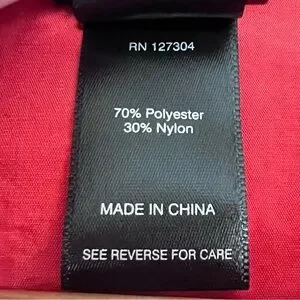 RN 127304
70% Polyester
30% Nylon
MADE IN CHINA
SEE REVERSE FOR CARE